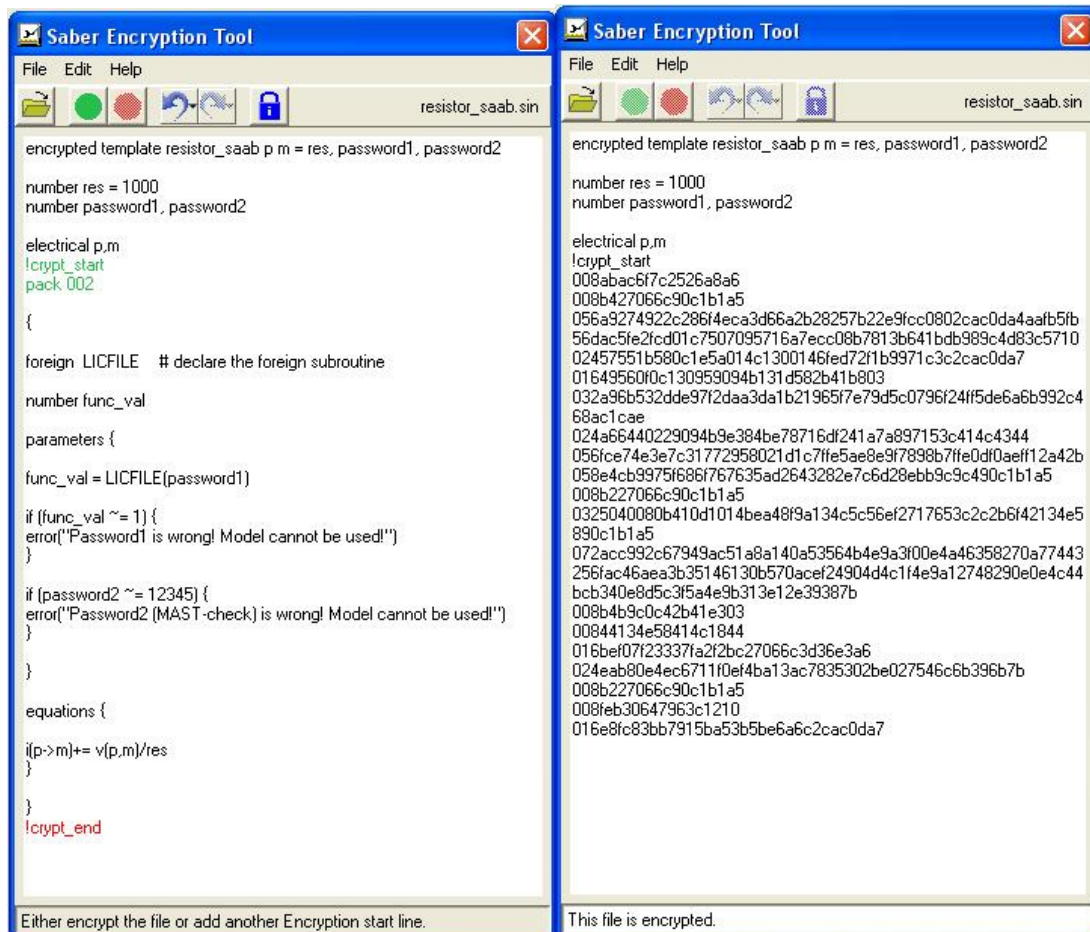 Saber Encryption Tool
File Edit Help
resistor_saab.sin
encrypted template resistor_saab p m = res, password1, password2
number res = 1000
number password1, password2
electrical p,m
!crypt_start
pack 002
{
foreign LICFILE # declare the foreign subroutine
number func_val
parameters {
func_val = LICFILE(password1)
if (func_val ~= 1) {
error("Password1 is wrong! Model cannot be used!")
}
if (password2 ~= 12345) {
error("Password2 (MAST-check) is wrong! Model cannot be used!")
}
}
equations {
i(p->m)+= v(p,m)/res
}
}
!crypt_end
Either encrypt the file or add another Encryption start line.
Saber Encryption Tool
File Edit Help
resistor_saab.sin
encrypted template resistor_saab p m = res, password1, password2
number res = 1000
number password1, password2
electrical p,m
!crypt_start
008abac6f7c2526a8a6
008b427066c90c1b1a5
056a9274922c286f4eca3d66a2b28257b22e9fcc0802cac0da4aafb5fb
56dac5fe2fcd01c7507095716a7ecc08b7813b641bdb989c4d83c5710
02457551b580c1e5a014c1300146fed72f1b9971c3c2cac0da7
01649560f0c130959094b131d582b41b803
032a96b532dde97f2daa3da1b21965f7e79d5c0796f24ff5de6a6b992c4
68ac1cae
024a66440229094b9e384be78716df241a7a897153c414c4344
056fce74e3e7c31772958021d1c7ffe5ae8e9f7898b7ffe0df0aeff12a42b
058e4cb9975f686f767635ad2643282e7c6d28ebb9c9c490c1b1a5
008b227066c90c1b1a5
0325040080b410d1014bea48f9a134c5c56ef2717653c2c2b6f42134e5
890c1b1a5
072acc992c67949ac51a8a140a53564b4e9a3f00e4a46358270a77443
256fac46aea3b35146130b570acef24904d4c1f4e9a12748290e0e4c44
bcb340e8d5c3f5a4e9b313e12e39387b
008b4b9c0c42b41e303
00844134e58414c1844
016bef07f23337fa2f2bc27066c3d36e3a6
024eab80e4ec6711f0ef4ba13ac7835302be027546c6b396b7b
008b227066c90c1b1a5
008feb30647963c1210
016e8fc83bb7915ba53b5be6a6c2cac0da7
This file is encrypted.